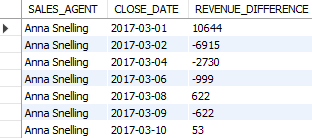 SALES_AGENT CLOSE_DATE REVENUE_DIFFERENCE
Anna Snelling 2017-03-01 10644
Anna Snelling 2017-03-02 -6915
Anna Snelling 2017-03-04 -2730
Anna Snelling 2017-03-06 -999
Anna Snelling 2017-03-08 622
Anna Snelling 2017-03-09 -622
Anna Snelling 2017-03-10 53